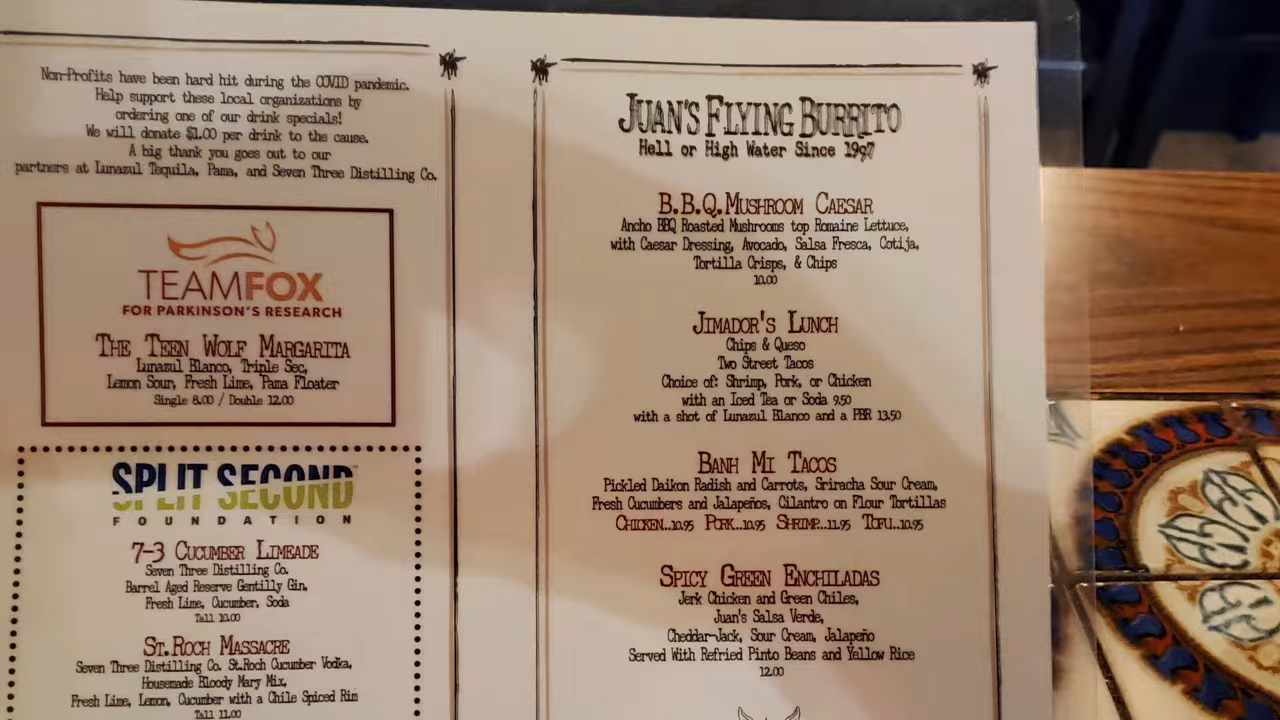 Non-Profits have been hard hit during the COVID pandemic.
Help support these local organizations by
ordering one of our drink specials!
We will donate $1.00 per drink to the cause.
A big thank you goes out to our
partners at Lunazul Tequila, Pama, and Seven Three Distilling Co.
TEAMFOX
FOR PARKINSON'S RESEARCH
THE TEEN WOLF MARGARITA
Lunazul Blanco, Triple Sec,
Lemon Sour, Fresh Lime, Pama Floater
Single 8.00 / Double 12.00
SPLIT SECOND
FOUNDATION
7-3 CUCUMBER LIMEADE
Seven Three Distilling Co.
Barrel Aged Reserve Gentilly Gin,
Fresh Lime, Cucumber, Soda
Tall 10.00
ST. ROCH MASSACRE
Seven Three Distilling Co. St.Roch Cucumber Vodka,
Housemade Bloody Mary Mix,
Fresh Lime, Lemon, Cucumber with a Chile Spiced Rim
Tall 11.00
JUAN'S FLYING BURRITO
Hell or High Water Since 1997
B.B.Q. MUSHROOM CAESAR
Ancho BBQ Roasted Mushrooms top Romaine Lettuce,
with Caesar Dressing, Avocado, Salsa Fresca, Cotija,
Tortilla Crisps, & Chips
10.00
JIMADOR'S LUNCH
Chips & Queso
Two Street Tacos
Choice of: Shrimp, Pork, or Chicken
with an Iced Tea or Soda 9.50
with a shot of Lunazul Blanco and a PBR 13.50
BANH MI TACOS
Pickled Daikon Radish and Carrots, Sriracha Sour Cream,
Fresh Cucumbers and Jalapeños, Cilantro on Flour Tortillas
CHICKEN...10.95 PORK...10.95 SHRIMP...11.95 TOFU...10.95
SPICY GREEN ENCHILADAS
Jerk Chicken and Green Chiles,
Juan's Salsa Verde,
Cheddar-Jack, Sour Cream, Jalapeño
Served With Refried Pinto Beans and Yellow Rice
12.00